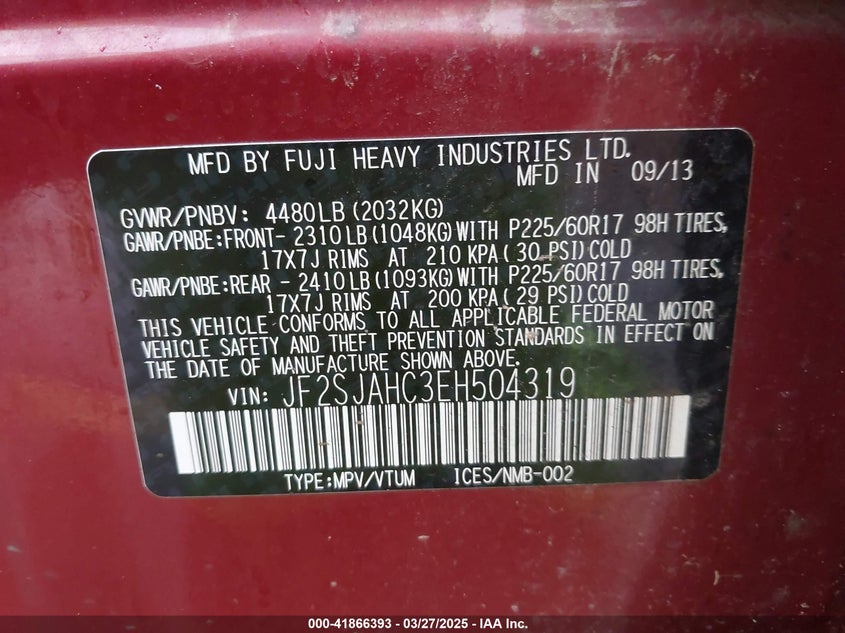 MFD BY FUJI HEAVY INDUSTRIES LTD.
MFD IN 09/13
GVWR/PNBV: 4480LB (2032KG)
GAWR/PNBE:FRONT- 2310LB (1048KG)WITH P225/60R17 98H TIRES,
17X7J RIMS AT 210 KPA( 30 PSI)COLD
GAWR/PNBE:REAR - 2410LB (1093KG)WITH P225/60R17 98H TIRES,
17X7J RIMS AT 200 KPA( 29 PSI)COLD
THIS VEHICLE CONFORMS TO ALL APPLICABLE FEDERAL MOTOR
VEHICLE SAFETY AND THEFT PREVENTION STANDARDS IN EFFECT ON
THE DATE OF MANUFACTURE SHOWN ABOVE.
VIN: JF2SJAHC3EH504319
TYPE:MPV/VTUM ICES/NMB-002
000-41866393 - 03/27/2025 - IAA Inc.